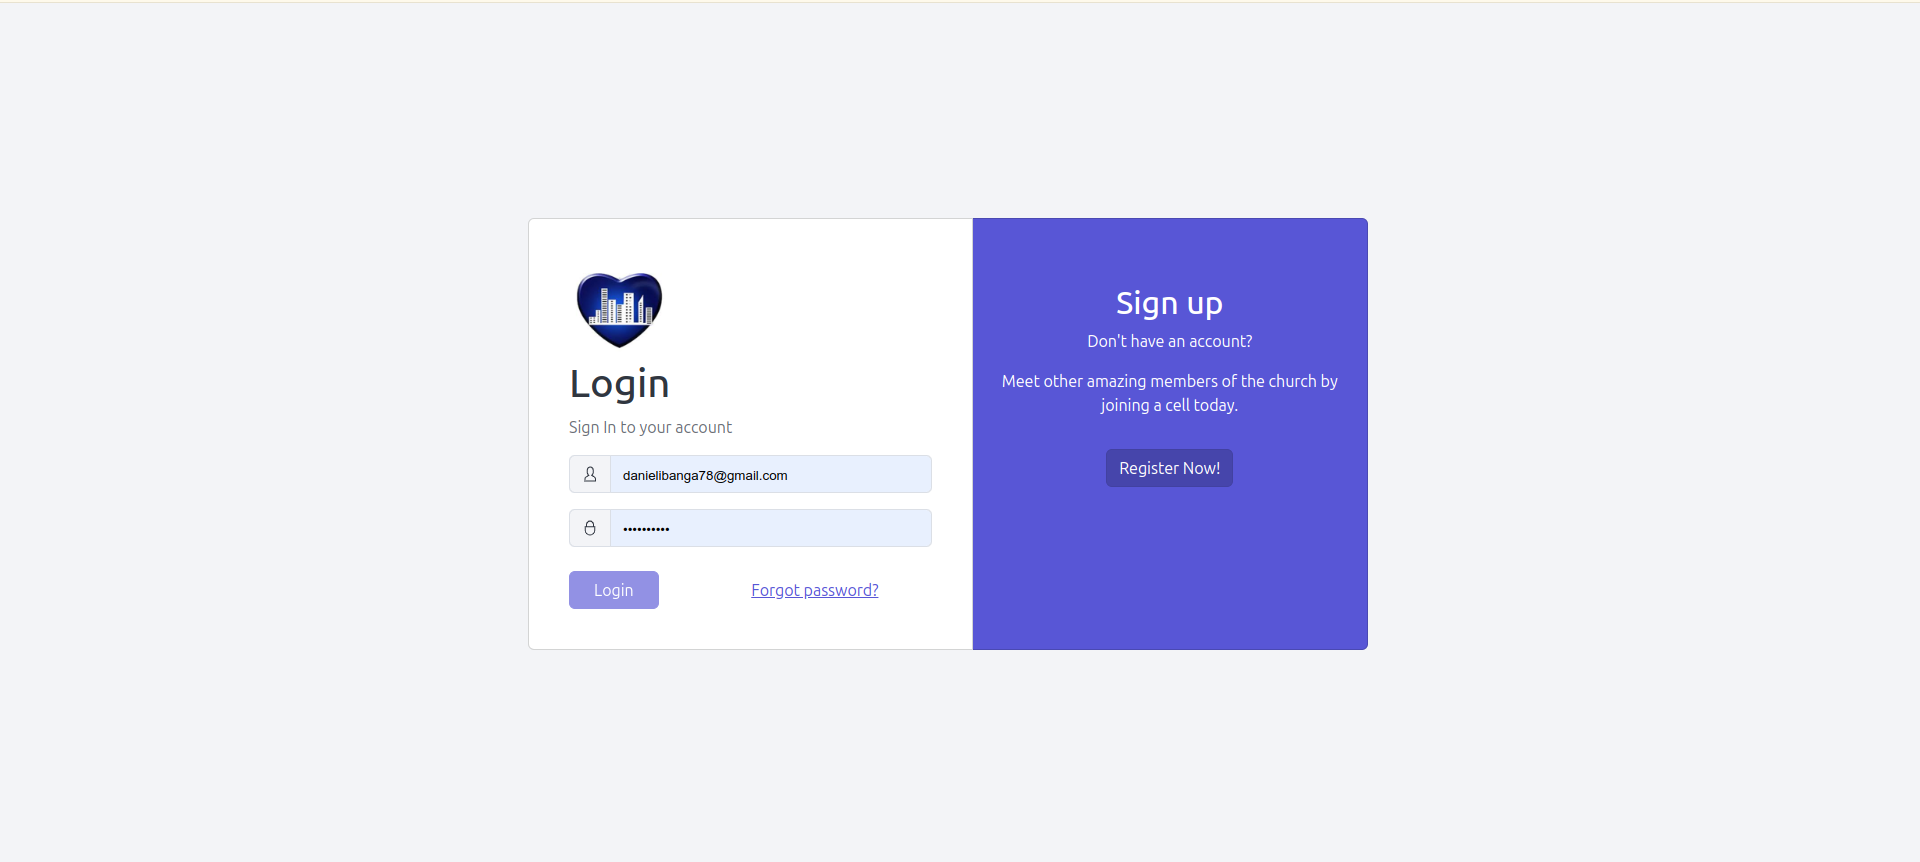 Login
Sign In to your account
danielibanga78@gmail.com
••••••••••
Login
Forgot password?
Sign up
Don't have an account?
Meet other amazing members of the church by
joining a cell today.
Register Now!